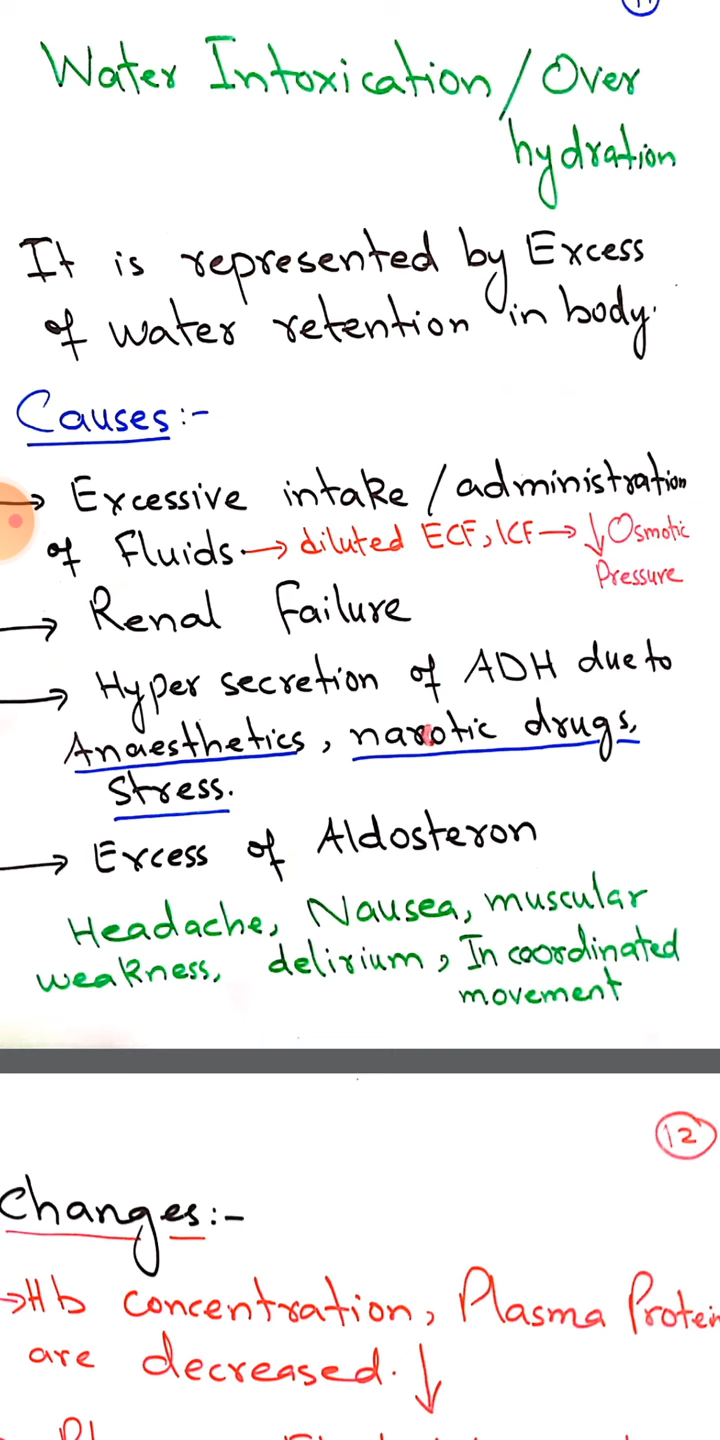 11
Water Intoxication / Over
hydration
It is represented by Excess
of water retention in body.
Causes :-
→ Excessive intake / administration
of Fluids → diluted ECF, ICF → ↓ Osmotic
Pressure
→ Renal Failure
→ Hyper secretion of ADH due to
Anaesthetics, narotic drugs,
Stress.
→ Excess of Aldosteron
Headache, Nausea, muscular
weakness, delirium, In coordinated
movement
12
Changes :-
→ Hb concentration, Plasma Protein
are decreased. ↓